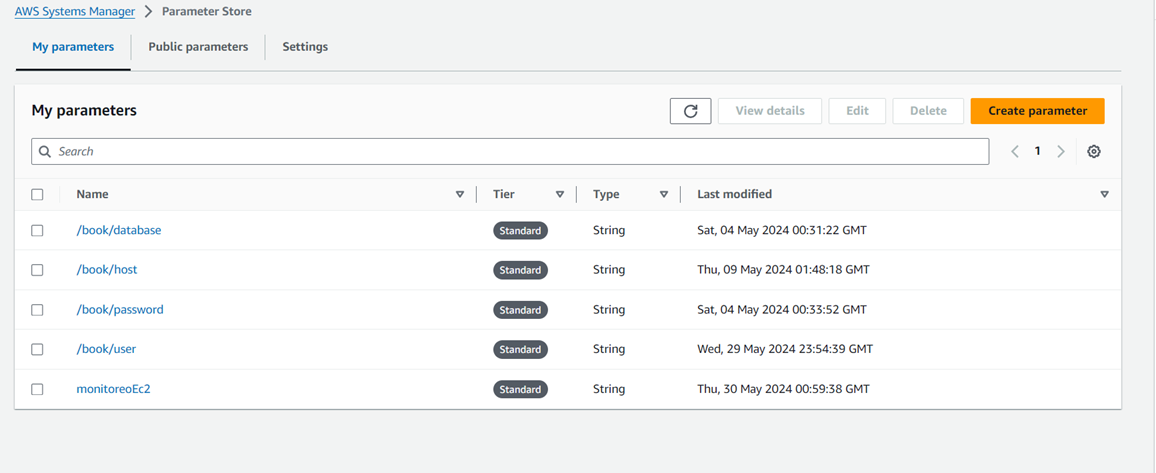 AWS Systems Manager > Parameter Store
My parameters Public parameters Settings
My parameters View details Edit Delete Create parameter
Search 1
Name Tier Type Last modified
/book/database Standard String Sat, 04 May 2024 00:31:22 GMT
/book/host Standard String Thu, 09 May 2024 01:48:18 GMT
/book/password Standard String Sat, 04 May 2024 00:33:52 GMT
/book/user Standard String Wed, 29 May 2024 23:54:39 GMT
monitoreoEc2 Standard String Thu, 30 May 2024 00:59:38 GMT